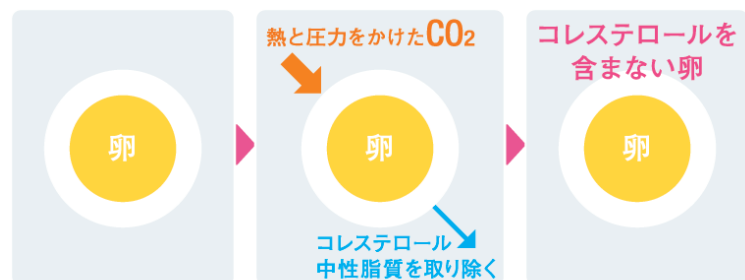 卵
熱と圧力をかけたCO2
卵
コレステロール
中性脂質を取り除く
コレステロールを
含まない卵
卵